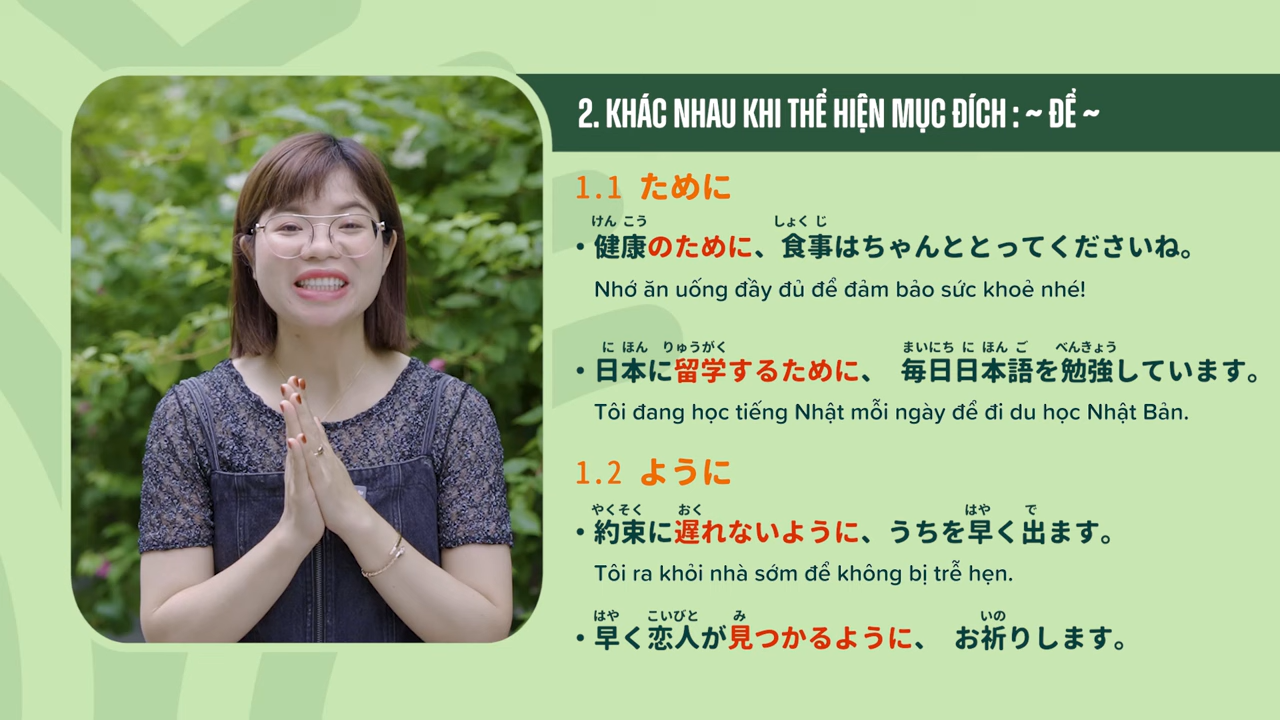 2. KHÁC NHAU KHI THỂ HIỆN MỤC ĐÍCH : ~ ĐỂ ~
1.1 ために
けん こう しょく じ
• 健康のために、食事はちゃんととってくださいね。
Nhớ ăn uống đầy đủ để đảm bảo sức khoẻ nhé!
に ほん りゅうがく まいにち に ほん ご べんきょう
• 日本に留学するために、 毎日日本語を勉強しています。
Tôi đang học tiếng Nhật mỗi ngày để đi du học Nhật Bản.
1.2 ように
やくそく おく はや で
• 約束に遅れないように、うちを早く出ます。
Tôi ra khỏi nhà sớm để không bị trễ hẹn.
はや こいびと み いの
• 早く恋人が見つかるように、 お祈りします。